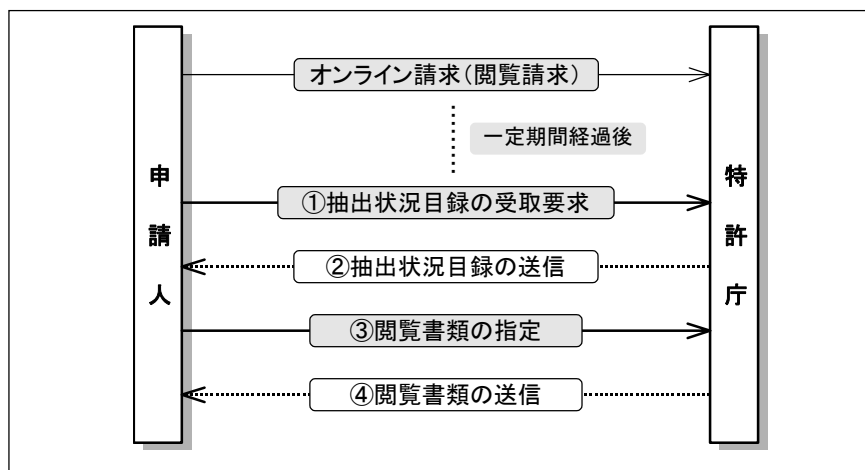 オンライン請求(閲覧請求)
一定期間経過後
申請人
特許庁
①抽出状況目録の受取要求
②抽出状況目録の送信
③閲覧書類の指定
④閲覧書類の送信